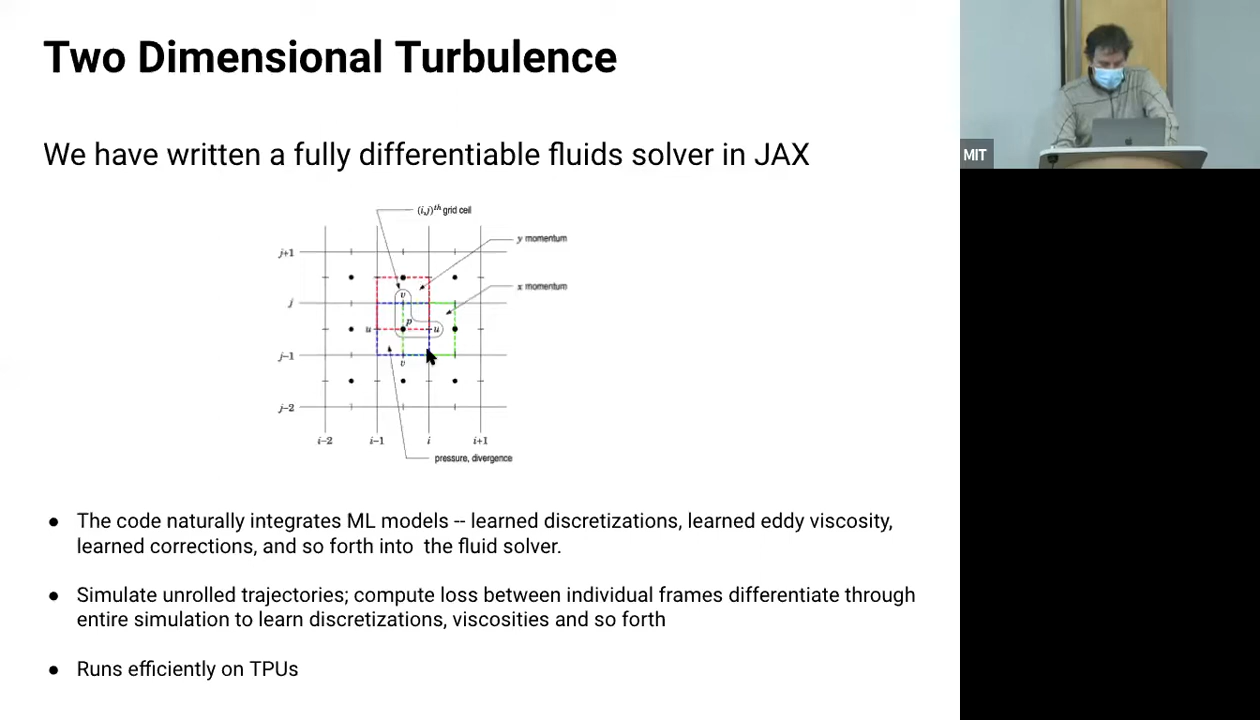 Two Dimensional Turbulence
We have written a fully differentiable fluids solver in JAX
MIT
(i,j)th grid cell
y momentum
j+1
x momentum
j
v
p
u
u
j−1
v
j−2
i−2
i−1
i
i+1
pressure, divergence
● The code naturally integrates ML models -- learned discretizations, learned eddy viscosity,
learned corrections, and so forth into the fluid solver.
● Simulate unrolled trajectories; compute loss between individual frames differentiate through
entire simulation to learn discretizations, viscosities and so forth
● Runs efficiently on TPUs